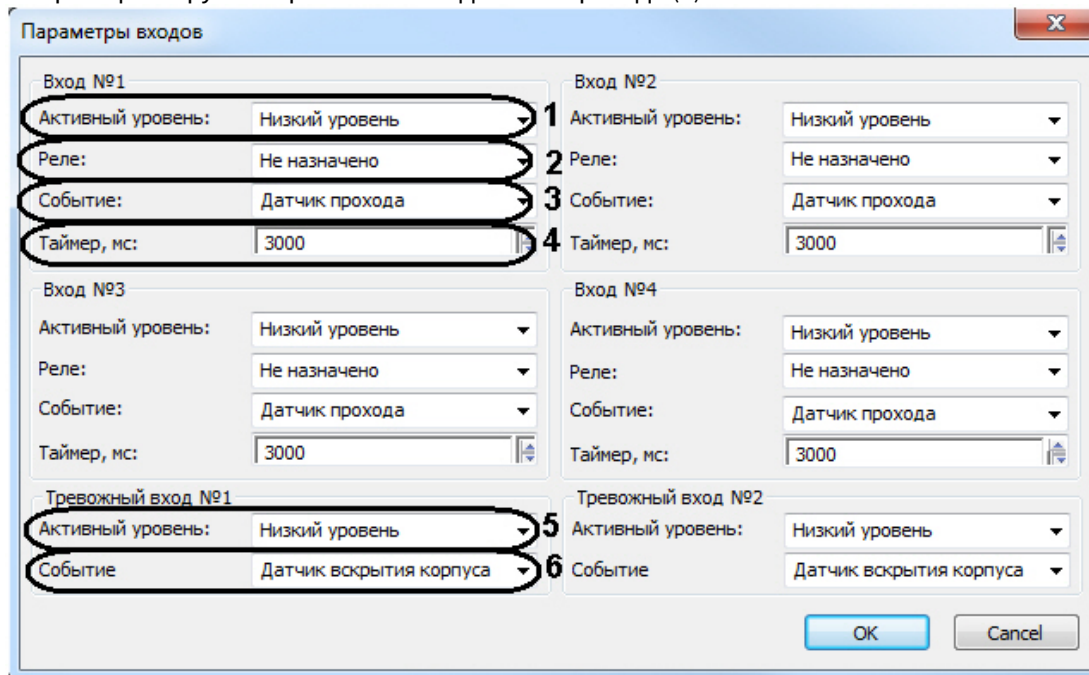 Параметры входов
Вход №1
Активный уровень: Низкий уровень 1
Реле: Не назначено 2
Событие: Датчик прохода 3
Таймер, мс: 3000 4
Вход №2
Активный уровень: Низкий уровень
Реле: Не назначено
Событие: Датчик прохода
Таймер, мс: 3000
Вход №3
Активный уровень: Низкий уровень
Реле: Не назначено
Событие: Датчик прохода
Таймер, мс: 3000
Вход №4
Активный уровень: Низкий уровень
Реле: Не назначено
Событие: Датчик прохода
Таймер, мс: 3000
Тревожный вход №1
Активный уровень: Низкий уровень 5
Событие Датчик вскрытия корпуса 6
Тревожный вход №2
Активный уровень: Низкий уровень
Событие Датчик вскрытия корпуса
OK Cancel